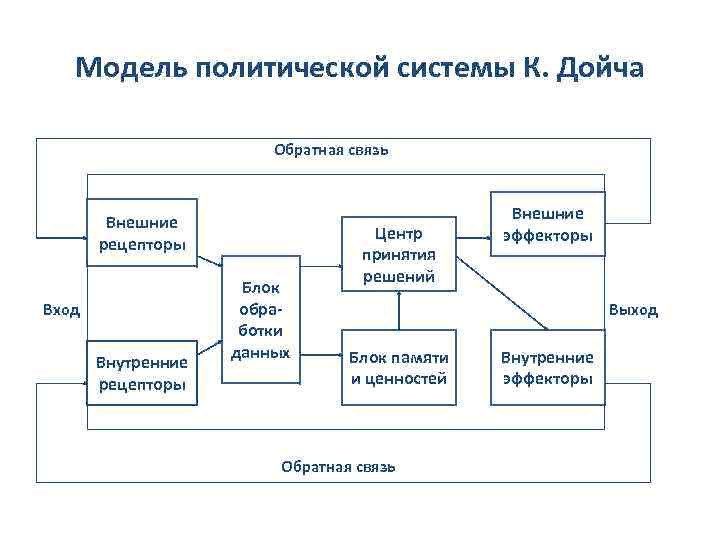 Модель политической системы К. Дойча
Обратная связь
Внешние
рецепторы
Центр
принятия
решений
Внешние
эффекторы
Вход
Блок
обра-
ботки
данных
Выход
Внутренние
рецепторы
Блок памяти
и ценностей
Внутренние
эффекторы
Обратная связь